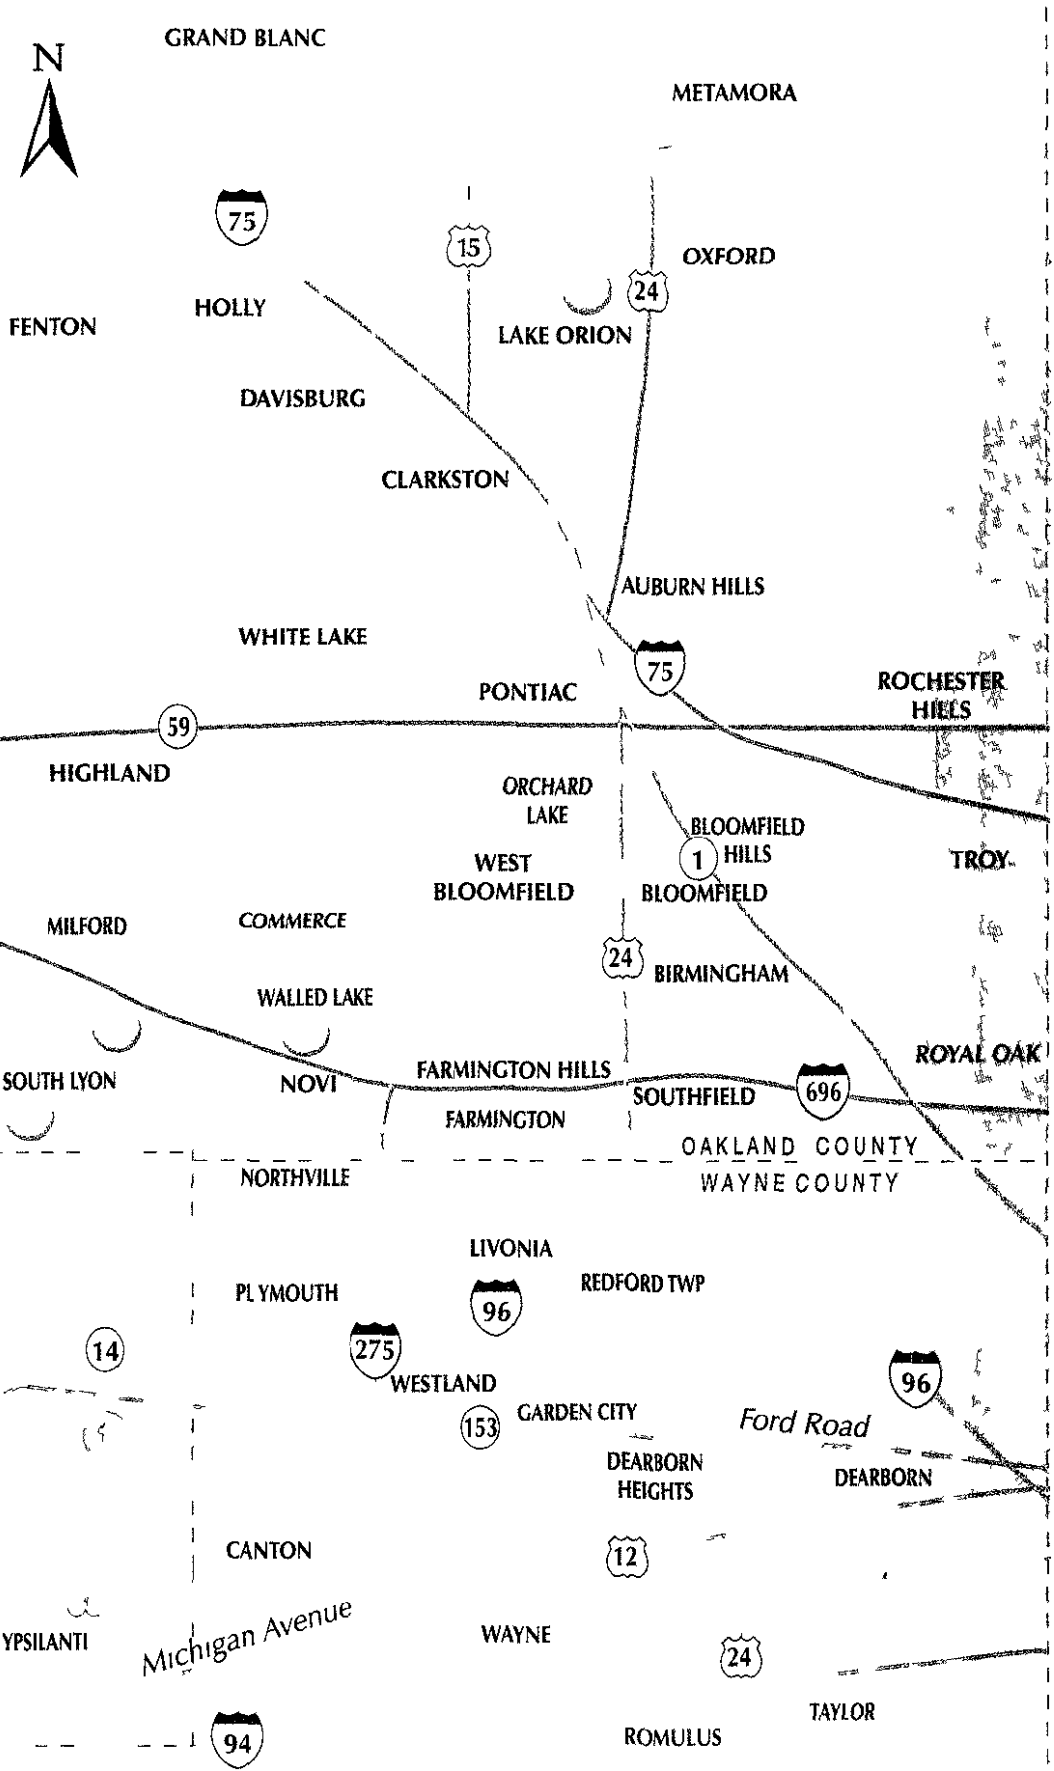 GRAND BLANC
N
METAMORA
75
15
OXFORD
24
HOLLY
FENTON
LAKE ORION
DAVISBURG
CLARKSTON
AUBURN HILLS
WHITE LAKE
75
PONTIAC
ROCHESTER
HILLS
59
HIGHLAND
ORCHARD
LAKE
BLOOMFIELD
HILLS
1
TROY
WEST
BLOOMFIELD
BLOOMFIELD
MILFORD
COMMERCE
24
BIRMINGHAM
WALLED LAKE
ROYAL OAK
FARMINGTON HILLS
SOUTH LYON
NOVI
696
SOUTHFIELD
FARMINGTON
OAKLAND COUNTY
NORTHVILLE
WAYNE COUNTY
LIVONIA
REDFORD TWP
PLYMOUTH
96
14
275
WESTLAND
96
GARDEN CITY
153
Ford Road
DEARBORN
HEIGHTS
DEARBORN
CANTON
12
YPSILANTI
Michigan Avenue
WAYNE
24
TAYLOR
ROMULUS
94